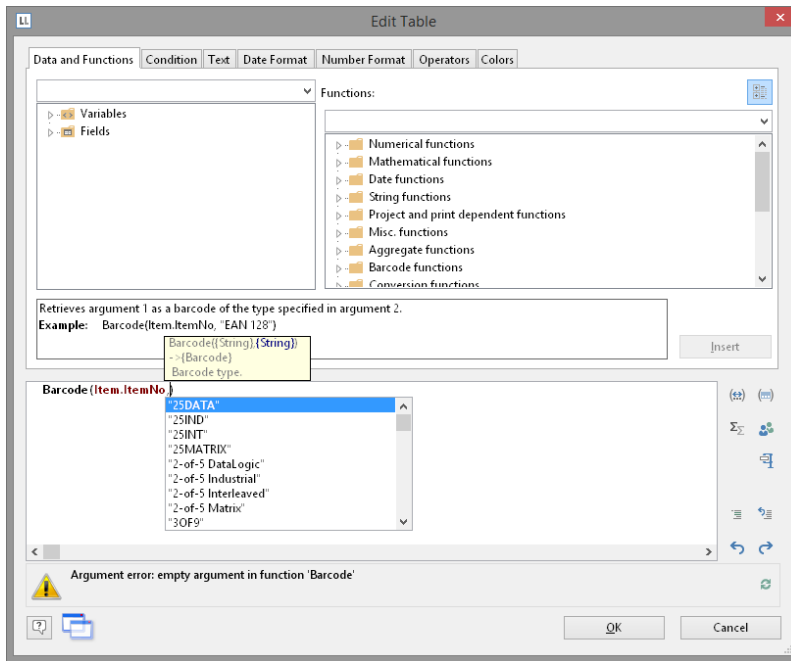 LL
Edit Table
Data and Functions Condition Text Date Format Number Format Operators Colors
Functions:
Variables
Fields
Numerical functions
Mathematical functions
Date functions
String functions
Project and print dependent functions
Misc. functions
Aggregate functions
Barcode functions
Conversion functions
Retrieves argument 1 as a barcode of the type specified in argument 2.
Example: Barcode(Item.ItemNo, "EAN 128")
Barcode({String},{String})
->{Barcode}
Barcode type.
Insert
Barcode(Item.ItemNo,)
"25DATA"
"25IND"
"25INT"
"25MATRIX"
"2-of-5 DataLogic"
"2-of-5 Industrial"
"2-of-5 Interleaved"
"2-of-5 Matrix"
"3OF9"
Argument error: empty argument in function 'Barcode'
OK Cancel